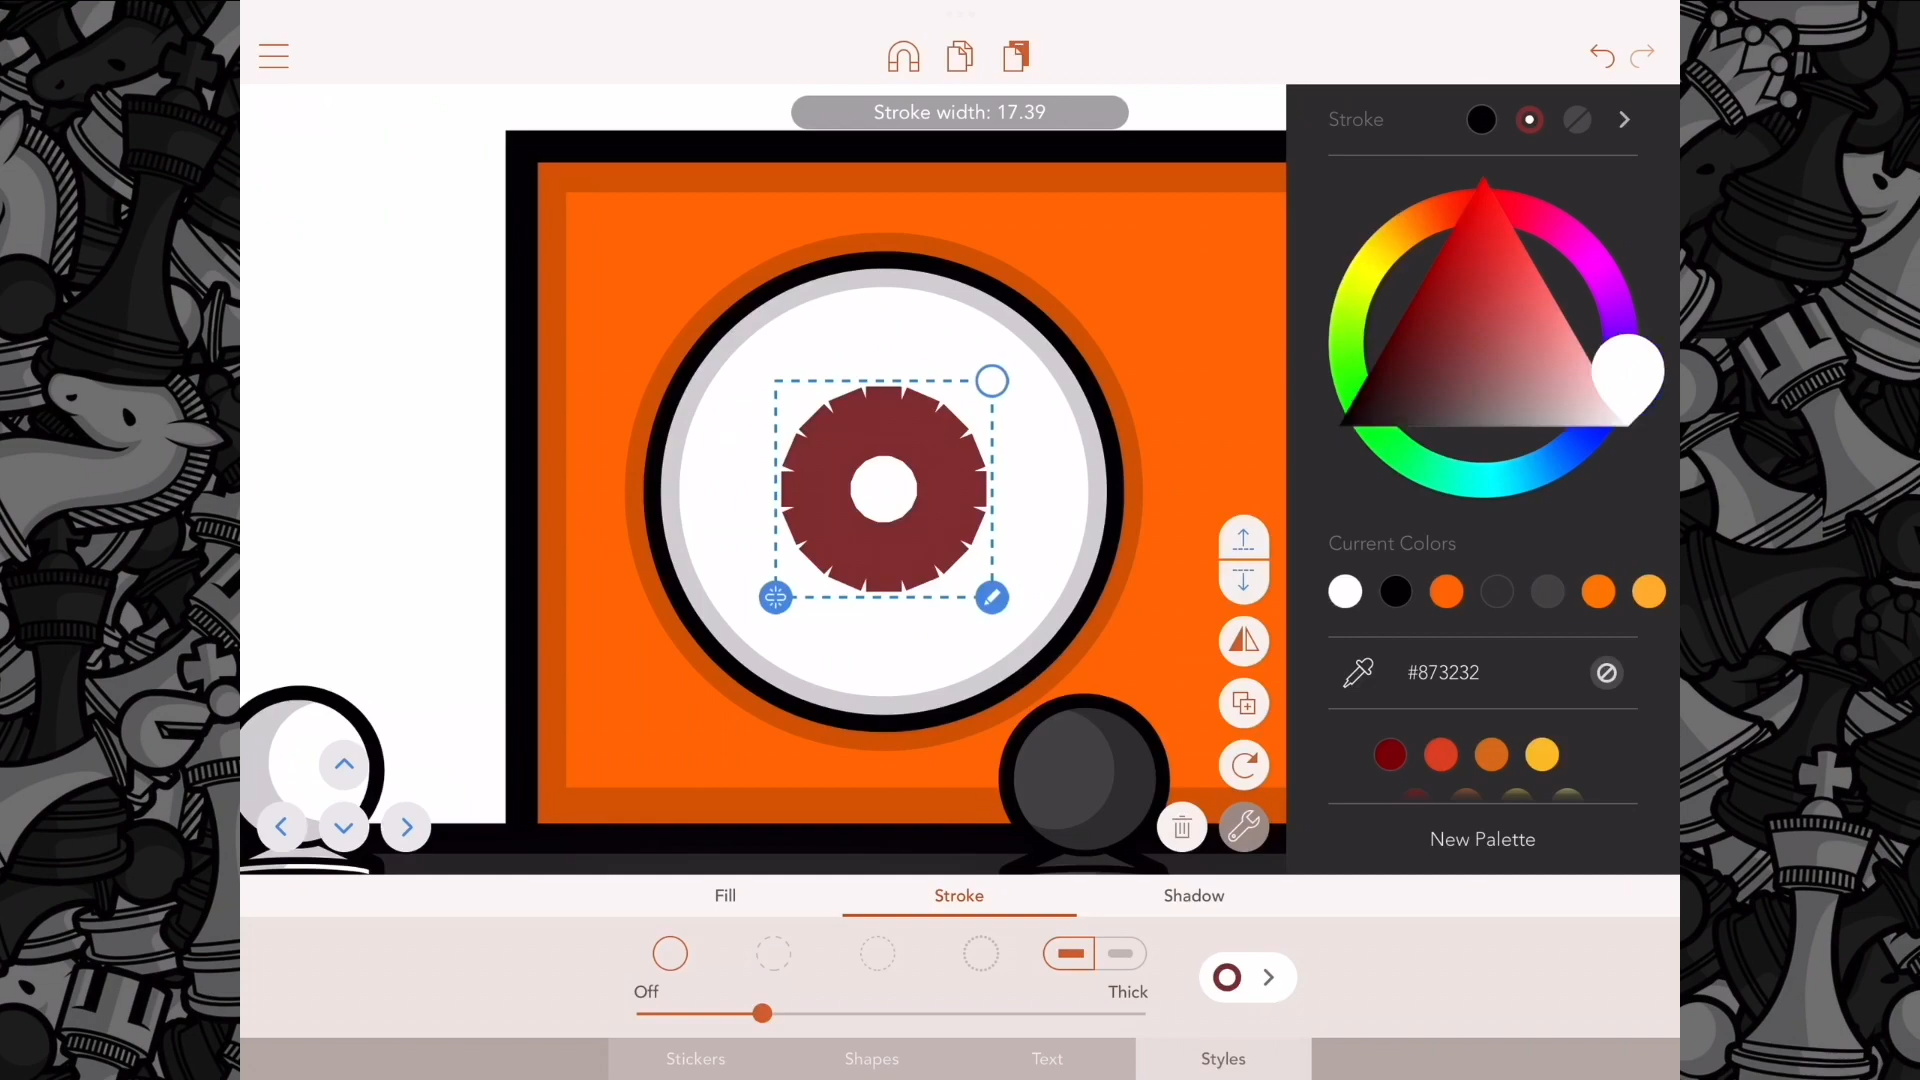 Stroke width: 17.39
Stroke
Current Colors
#873232
New Palette
Fill
Stroke
Shadow
Off
Thick
Stickers
Shapes
Text
Styles